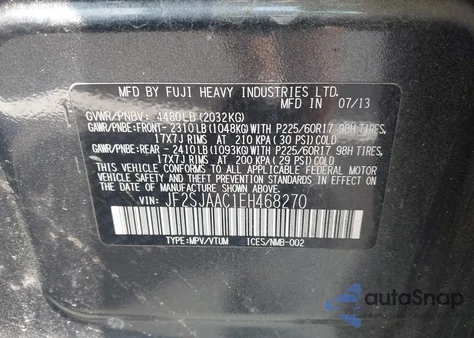 MFD BY FUJI HEAVY INDUSTRIES LTD.
MFD IN 07/13
GVWR/PNBV: 4480LB(2032KG)
GAWR/PNBE:FRONT-2310LB(1048KG)WITH P225/60R17 98H TIRES,
17X7J RIMS AT 210 KPA(30 PSI)COLD
GAWR/PNBE:REAR-2410LB(1093KG)WITH P225/60R17 98H TIRES,
17X7J RIMS AT 200 KPA(29 PSI)COLD
THIS VEHICLE CONFORMS TO ALL APPLICABLE FEDERAL MOTOR
VEHICLE SAFETY AND THEFT PREVENTION STANDARDS IN EFFECT
ON THE DATE OF MANUFACTURE SHOWN ABOVE.
VIN: JF2SJAAC1EH468270
TYPE:MPV/VTUM ICES/NMB-002
autoSnap